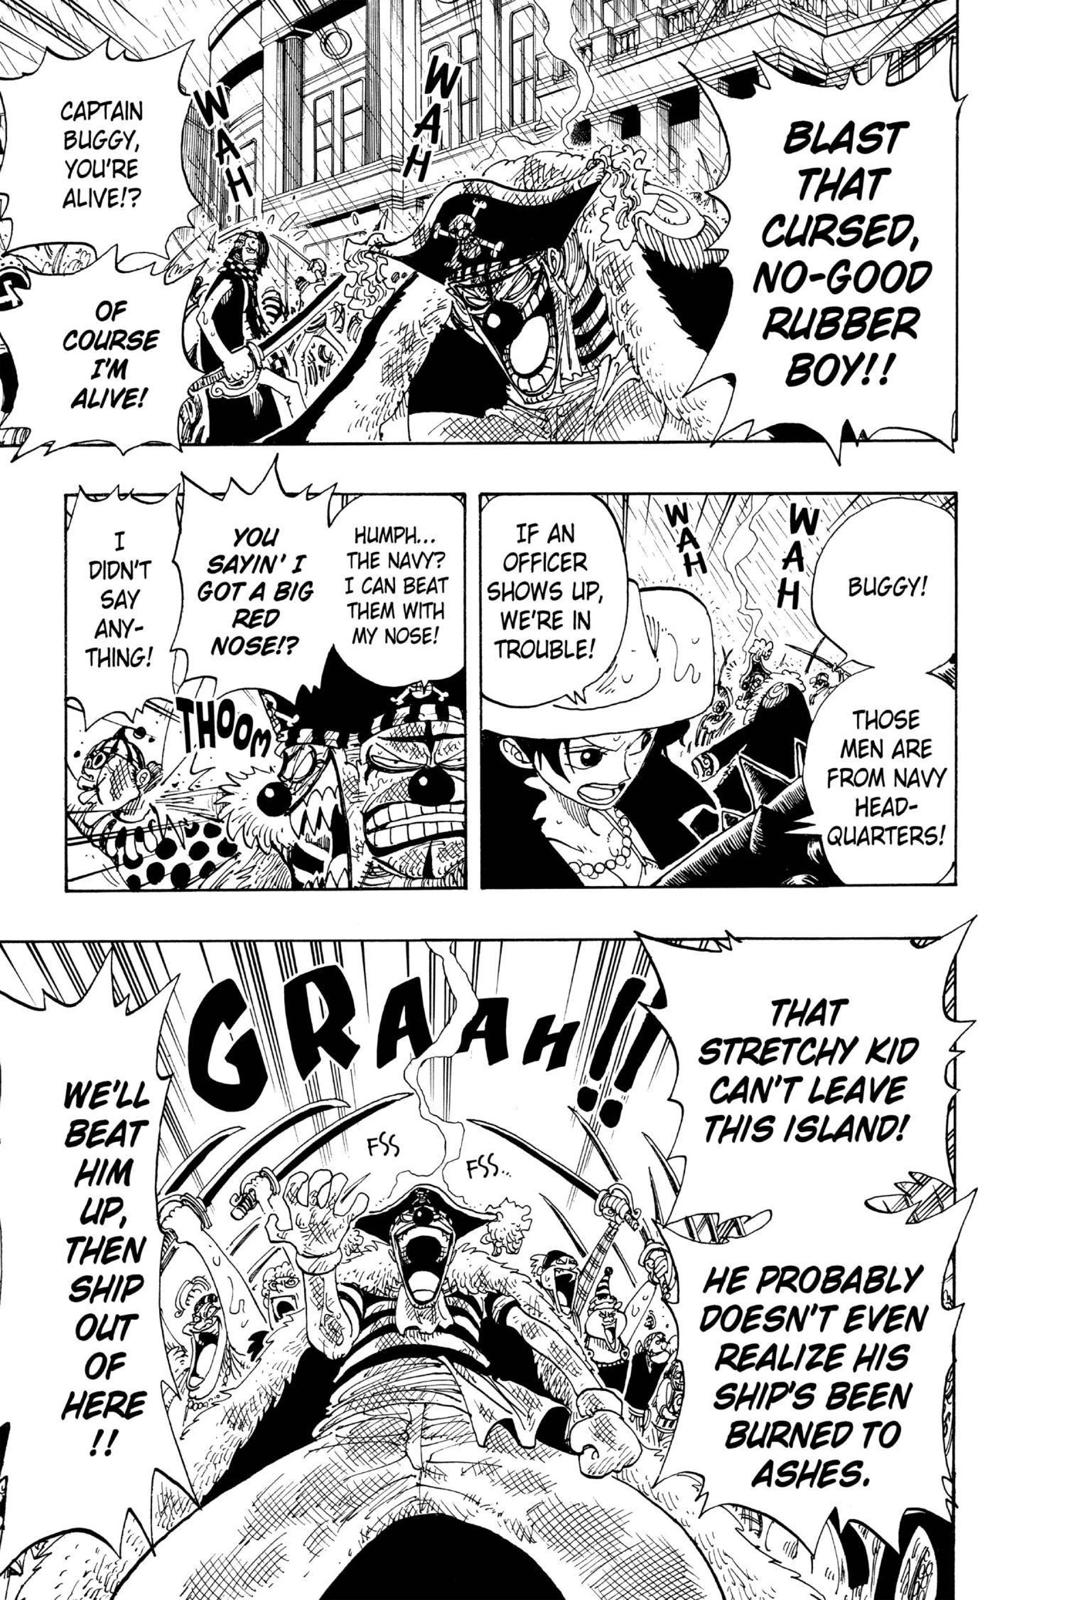 BLAST
THAT
CURSED,
NO-GOOD
RUBBER
BOY!!
WAH
WAH
CAPTAIN
BUGGY,
YOU'RE
ALIVE!?
OF
COURSE
I'M
ALIVE!
BUGGY!
THOSE
MEN ARE
FROM NAVY
HEAD-
QUARTERS!
WAH
WAH
IF AN
OFFICER
SHOWS UP,
WE'RE IN
TROUBLE!
HUMPH...
THE NAVY?
I CAN BEAT
THEM WITH
MY NOSE!
YOU
SAYIN' I
GOT A BIG
RED
NOSE!?
THOOM
I
DIDN'T
SAY
ANY-
THING!
THAT
STRETCHY KID
CAN'T LEAVE
THIS ISLAND!
HE PROBABLY
DOESN'T EVEN
REALIZE HIS
SHIP'S BEEN
BURNED TO
ASHES.
GRAAH!!
FSS
FSS...
WE'LL
BEAT
HIM
UP,
THEN
SHIP
OUT
OF
HERE
!!